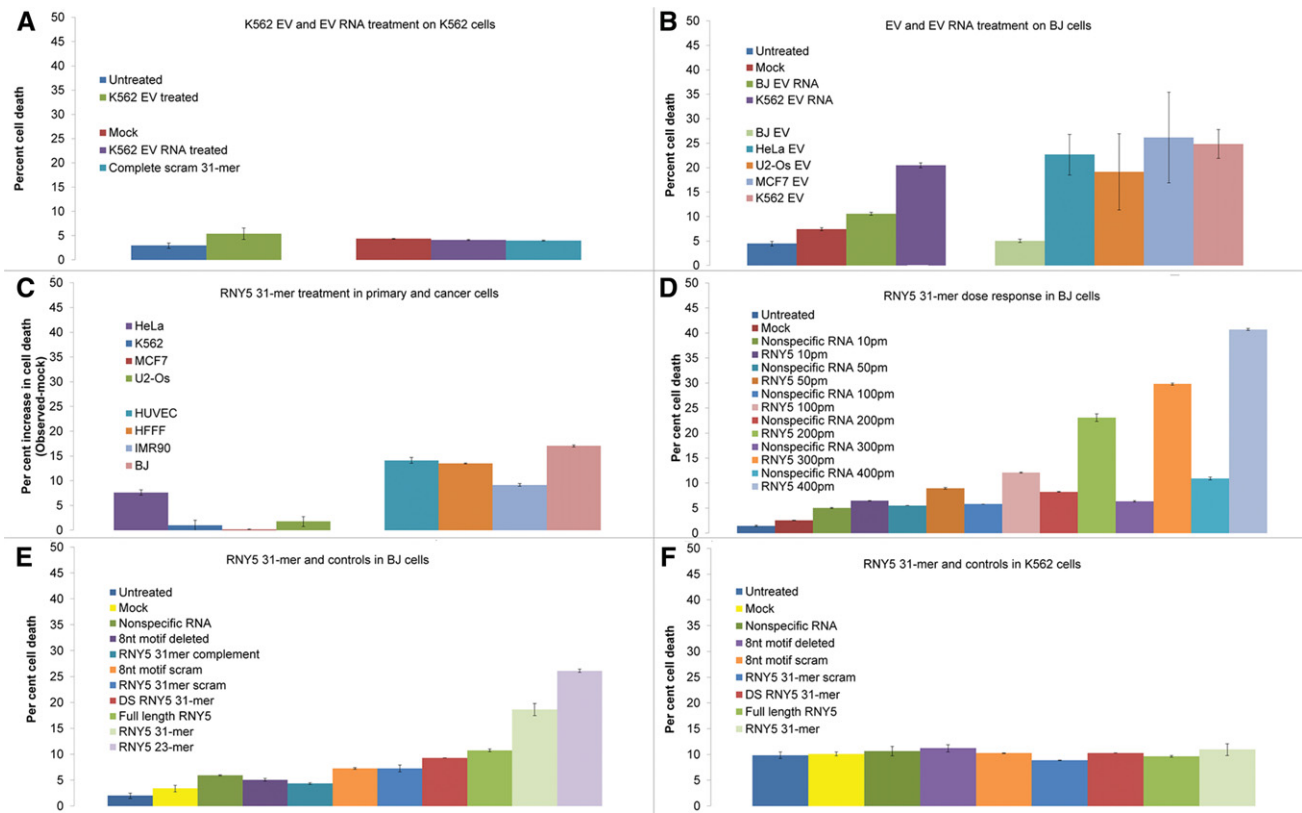 A
K562 EV and EV RNA treatment on K562 cells
Percent cell death
50
45
40
35
30
25
20
15
10
5
0
Untreated
K562 EV treated
Mock
K562 EV RNA treated
Complete scram 31-mer
B
EV and EV RNA treatment on BJ cells
Percent cell death
50
45
40
35
30
25
20
15
10
5
0
Untreated
Mock
BJ EV RNA
K562 EV RNA
BJ EV
HeLa EV
U2-Os EV
MCF7 EV
K562 EV
C
RNY5 31-mer treatment in primary and cancer cells
Per cent increase in cell death
(Observed-mock)
50
45
40
35
30
25
20
15
10
5
0
HeLa
K562
MCF7
U2-Os
HUVEC
HFFF
IMR90
BJ
D
RNY5 31-mer dose response in BJ cells
Per cent cell death
50
45
40
35
30
25
20
15
10
5
0
Untreated
Mock
Nonspecific RNA 10pm
RNY5 10pm
Nonspecific RNA 50pm
RNY5 50pm
Nonspecific RNA 100pm
RNY5 100pm
Nonspecific RNA 200pm
RNY5 200pm
Nonspecific RNA 300pm
RNY5 300pm
Nonspecific RNA 400pm
RNY5 400pm
E
RNY5 31-mer and controls in BJ cells
Per cent cell death
50
45
40
35
30
25
20
15
10
5
0
Untreated
Mock
Nonspecific RNA
8nt motif deleted
RNY5 31mer complement
8nt motif scram
RNY5 31mer scram
DS RNY5 31-mer
Full length RNY5
RNY5 31-mer
RNY5 23-mer
F
RNY5 31-mer and controls in K562 cells
Per cent cell death
50
45
40
35
30
25
20
15
10
5
0
Untreated
Mock
Nonspecific RNA
8nt motif deleted
8nt motif scram
RNY5 31-mer scram
DS RNY5 31-mer
Full length RNY5
RNY5 31-mer